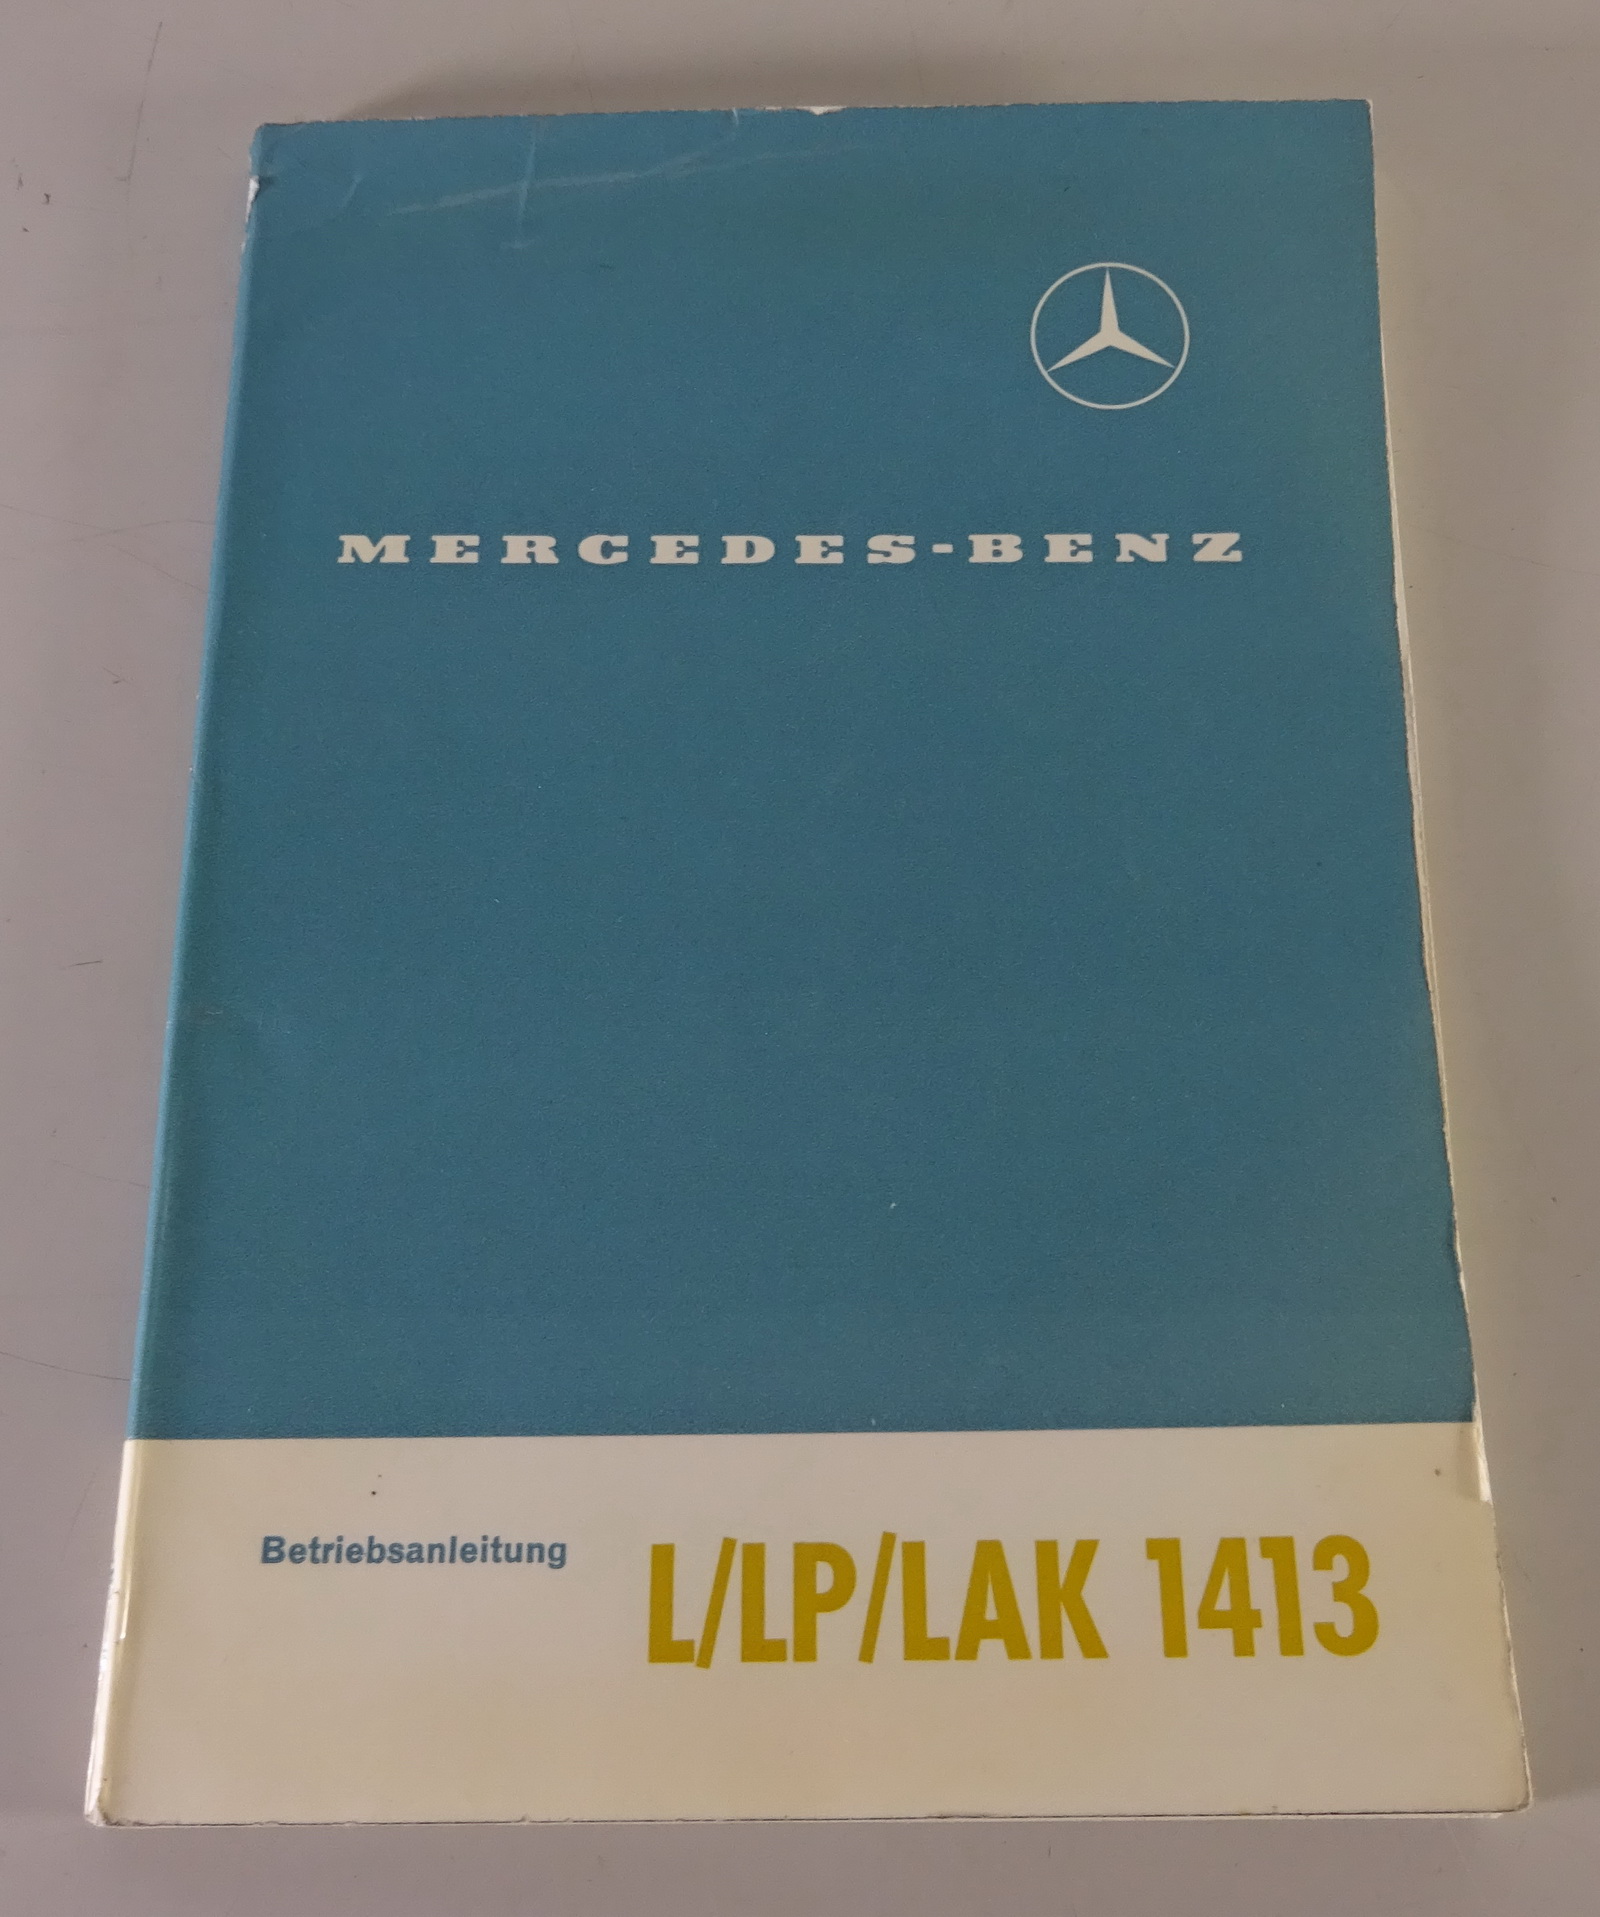 MERCEDES-BENZ
Betriebsanleitung L/LP/LAK 1413